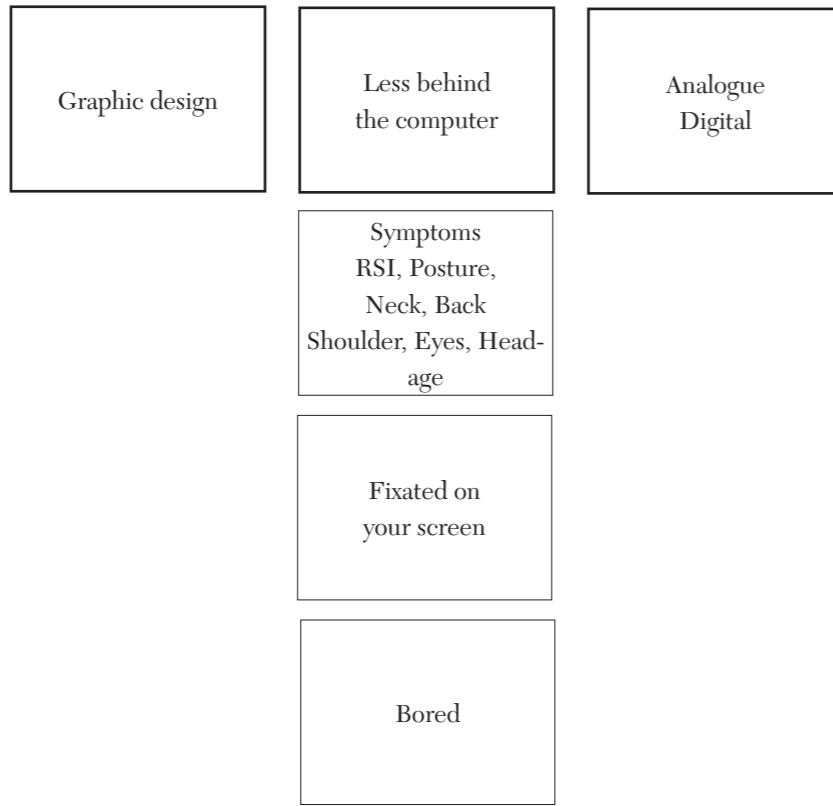 Graphic design
Less behind
the computer
Analogue
Digital
Symptoms
RSI, Posture,
Neck, Back
Shoulder, Eyes, Head-
age
Fixated on
your screen
Bored